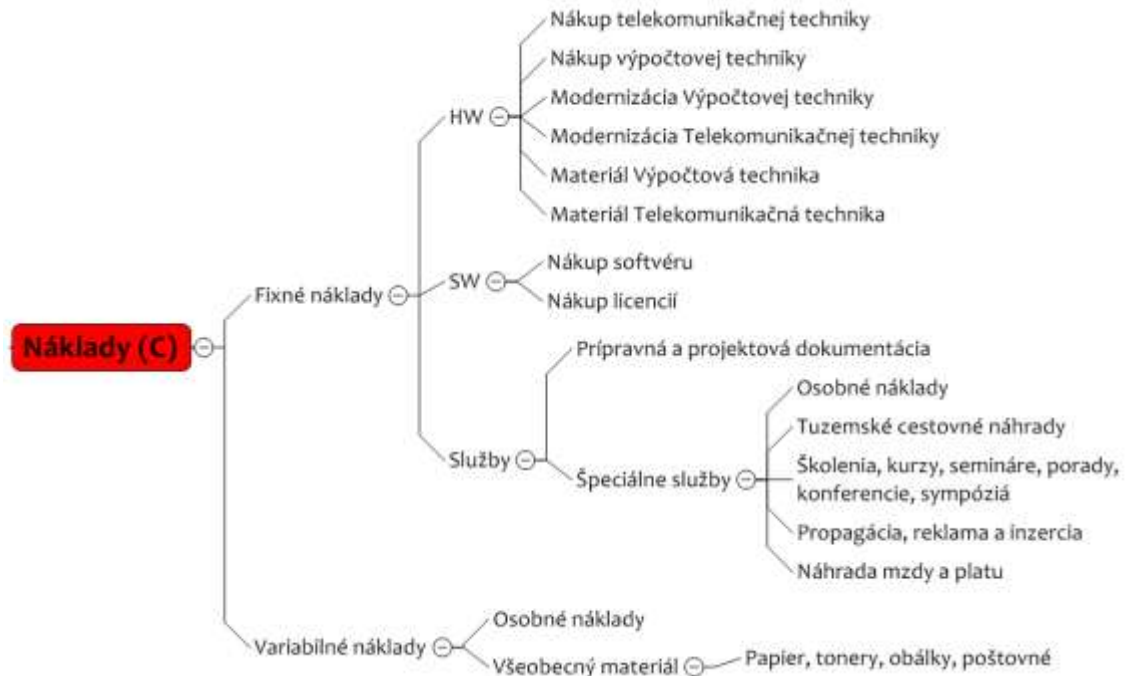 Náklady (C)
Fixné náklady
HW
Nákup telekomunikačnej techniky
Nákup výpočtovej techniky
Modernizácia Výpočtovej techniky
Modernizácia Telekomunikačnej techniky
Materiál Výpočtová technika
Materiál Telekomunikačná technika
SW
Nákup softvéru
Nákup licencií
Služby
Prípravná a projektová dokumentácia
Špeciálne služby
Osobné náklady
Tuzemské cestovné náhrady
Školenia, kurzy, semináre, porady,
konferencie, sympóziá
Propagácia, reklama a inzercia
Náhrada mzdy a platu
Variabilné náklady
Osobné náklady
Všeobecný materiál
Papier, tonery, obálky, poštovné